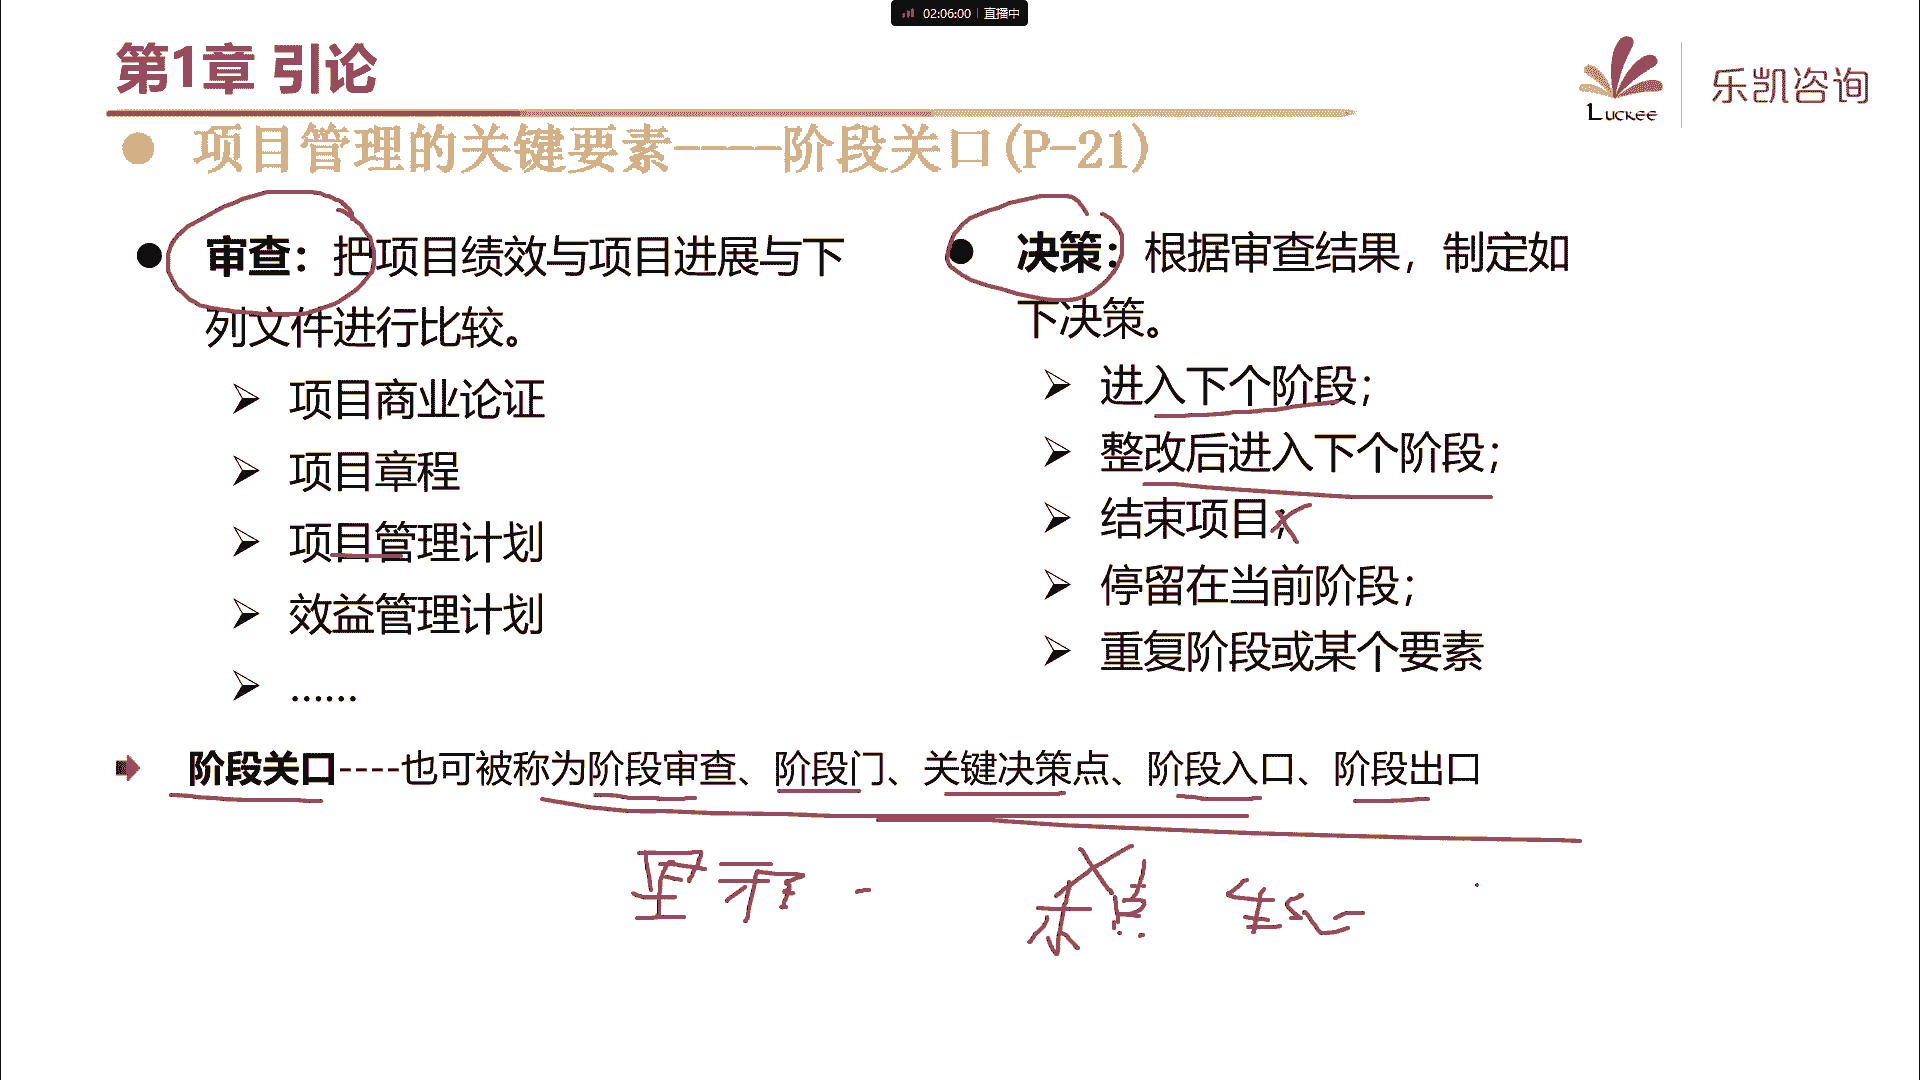 02:06:00 直播中
第1章 引论
Luckee
乐凯咨询
项目管理的关键要素----阶段关口(P-21)
审查：把项目绩效与项目进展与下
列文件进行比较。
项目商业论证
项目章程
项目管理计划
效益管理计划
……
决策：根据审查结果，制定如
下决策。
进入下个阶段；
整改后进入下个阶段；
结束项目；
停留在当前阶段；
重复阶段或某个要素
阶段关口----也可被称为阶段审查、阶段门、关键决策点、阶段入口、阶段出口
里程